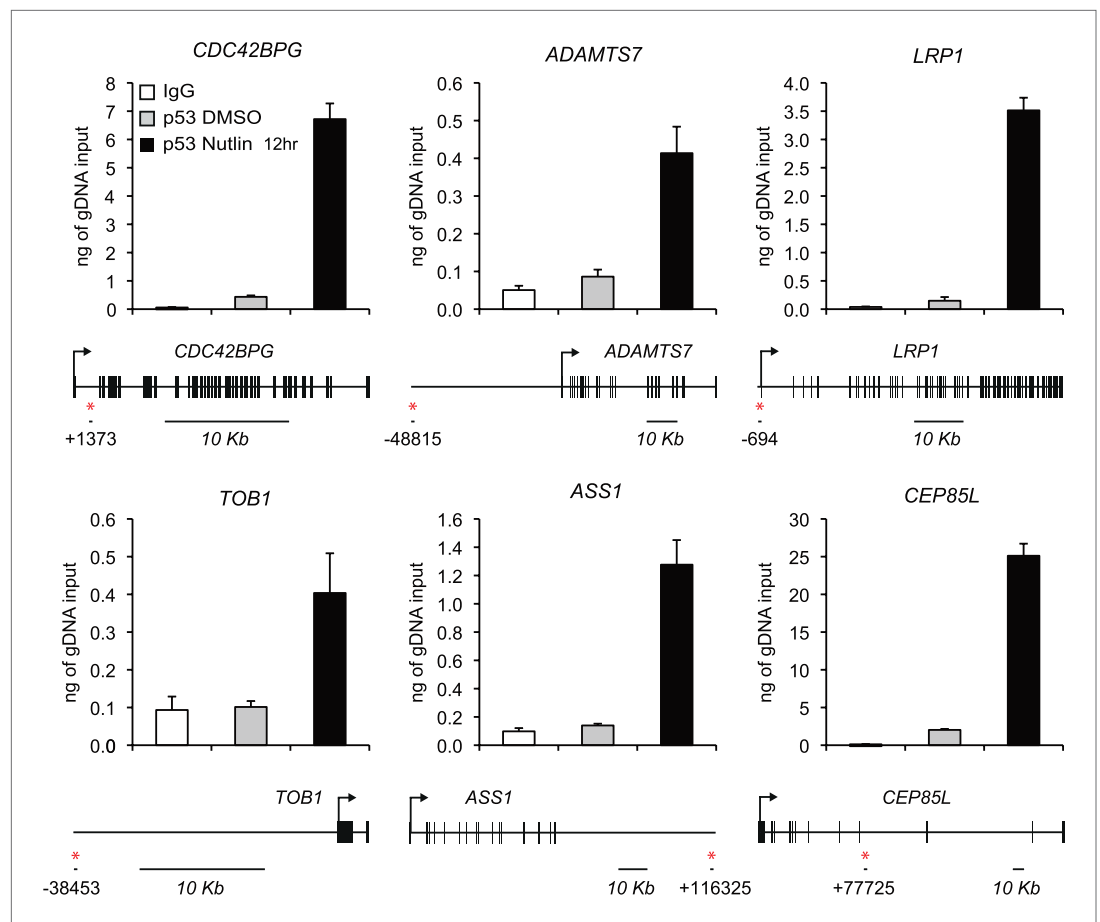 CDC42BPG
ng of gDNA input
8
7
6
5
4
3
2
1
0
IgG
p53 DMSO
p53 Nutlin 12hr
ADAMTS7
ng of gDNA input
0.6
0.5
0.4
0.3
0.2
0.1
0.0
LRP1
ng of gDNA input
4.0
3.5
3.0
2.5
2.0
1.5
1.0
0.5
0.0
CDC42BPG
*
+1373
10 Kb
ADAMTS7
*
-48815
10 Kb
LRP1
*
-694
10 Kb
TOB1
ng of gDNA input
0.6
0.5
0.4
0.3
0.2
0.1
0.0
ASS1
ng of gDNA input
1.6
1.4
1.2
1.0
0.8
0.6
0.4
0.2
0.0
CEP85L
ng of gDNA input
30
25
20
15
10
5
0
TOB1
*
-38453
10 Kb
ASS1
*
10 Kb
+116325
CEP85L
*
+77725
10 Kb